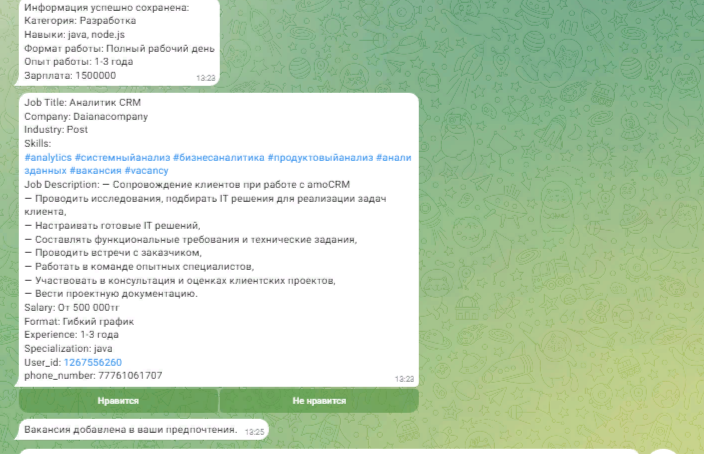 Информация успешно сохранена:
Категория: Разработка
Навыки: java, node.js
Формат работы: Полный рабочий день
Опыт работы: 1-3 года
Зарплата: 1500000
13:23
Job Title: Аналитик CRM
Company: Daianacompany
Industry: Post
Skills:
#analytics #системныйанализ #бизнесаналитика #продуктовыйанализ #анали
зданных #вакансия #vacancy
Job Description: — Сопровождение клиентов при работе с amoCRM
— Проводить исследования, подбирать IT решения для реализации задач
клиента,
— Настраивать готовые IT решений,
— Составлять функциональные требования и технические задания,
— Проводить встречи с заказчиком,
— Работать в команде опытных специалистов,
— Участвовать в консультация и оценках клиентских проектов,
— Вести проектную документацию.
Salary: От 500 000тг
Format: Гибкий график
Experience: 1-3 года
Specialization: java
User_id: 1267556260
phone_number: 77761061707
13:23
Нравится Не нравится
Вакансия добавлена в ваши предпочтения. 13:25